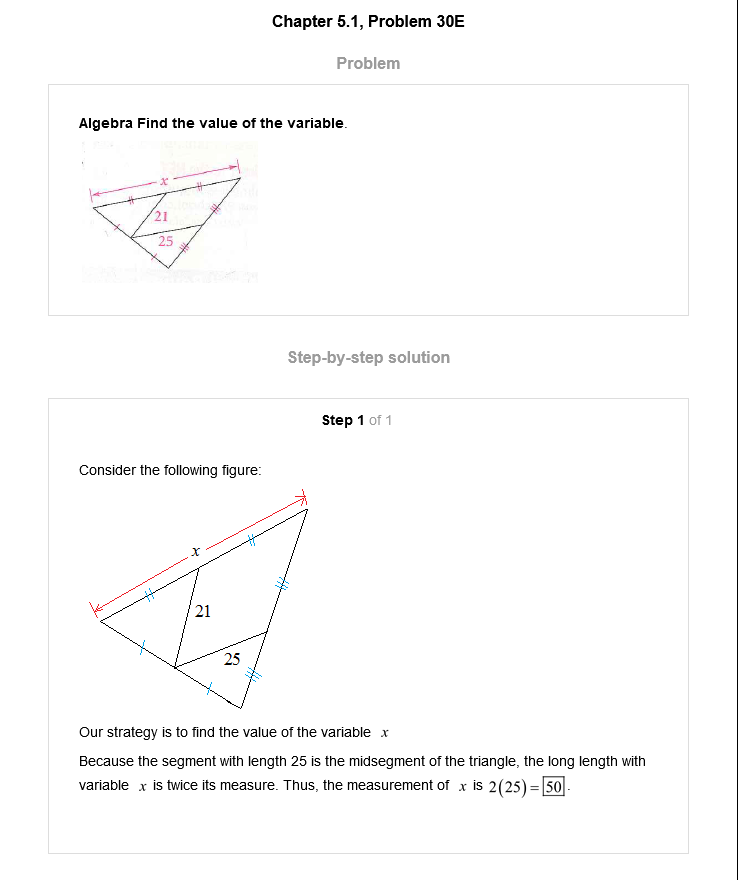 Chapter 5.1, Problem 30E
Problem
Algebra Find the value of the variable.
x
21
25
Step-by-step solution
Step 1 of 1
Consider the following figure:
x
21
25
Our strategy is to find the value of the variable x
Because the segment with length 25 is the midsegment of the triangle, the long length with
variable x is twice its measure. Thus, the measurement of x is 2(25)=50.